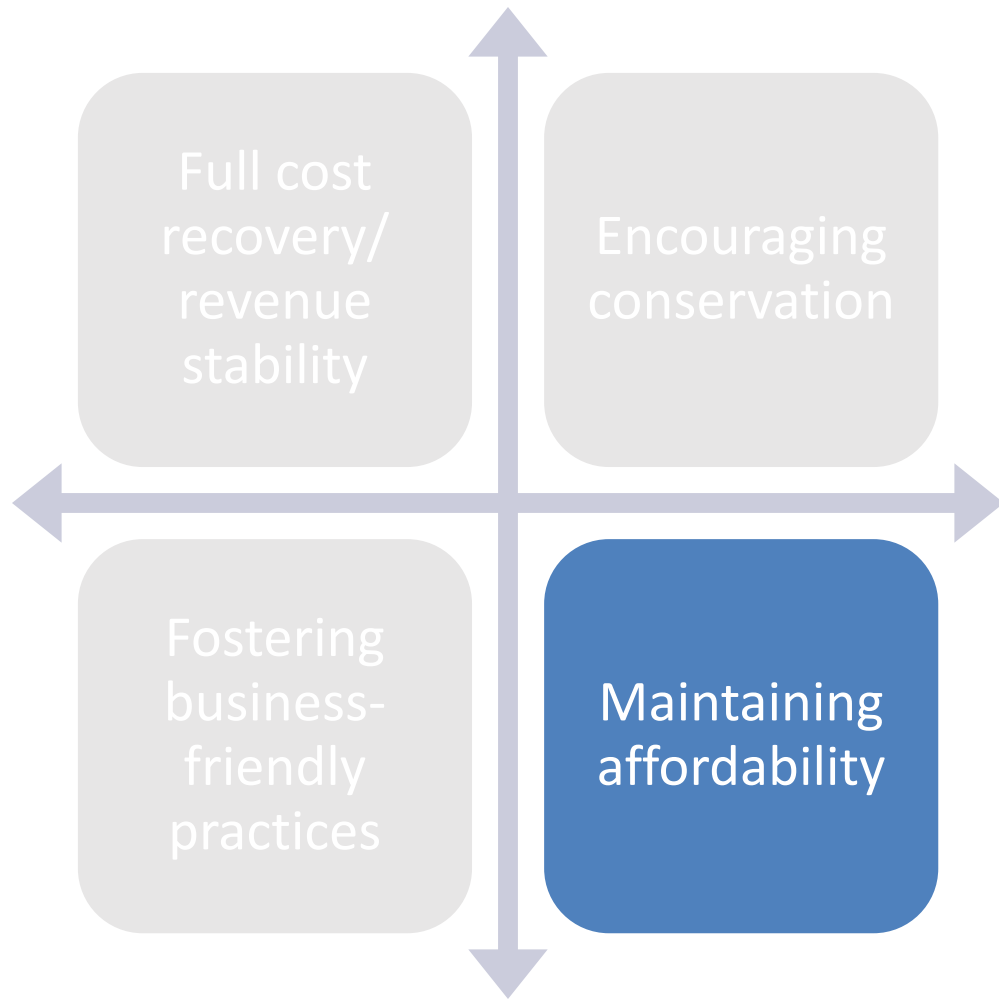 Full cost
recovery/
revenue
stability
Encouraging
conservation
Fostering
business-
friendly
practices
Maintaining
affordability